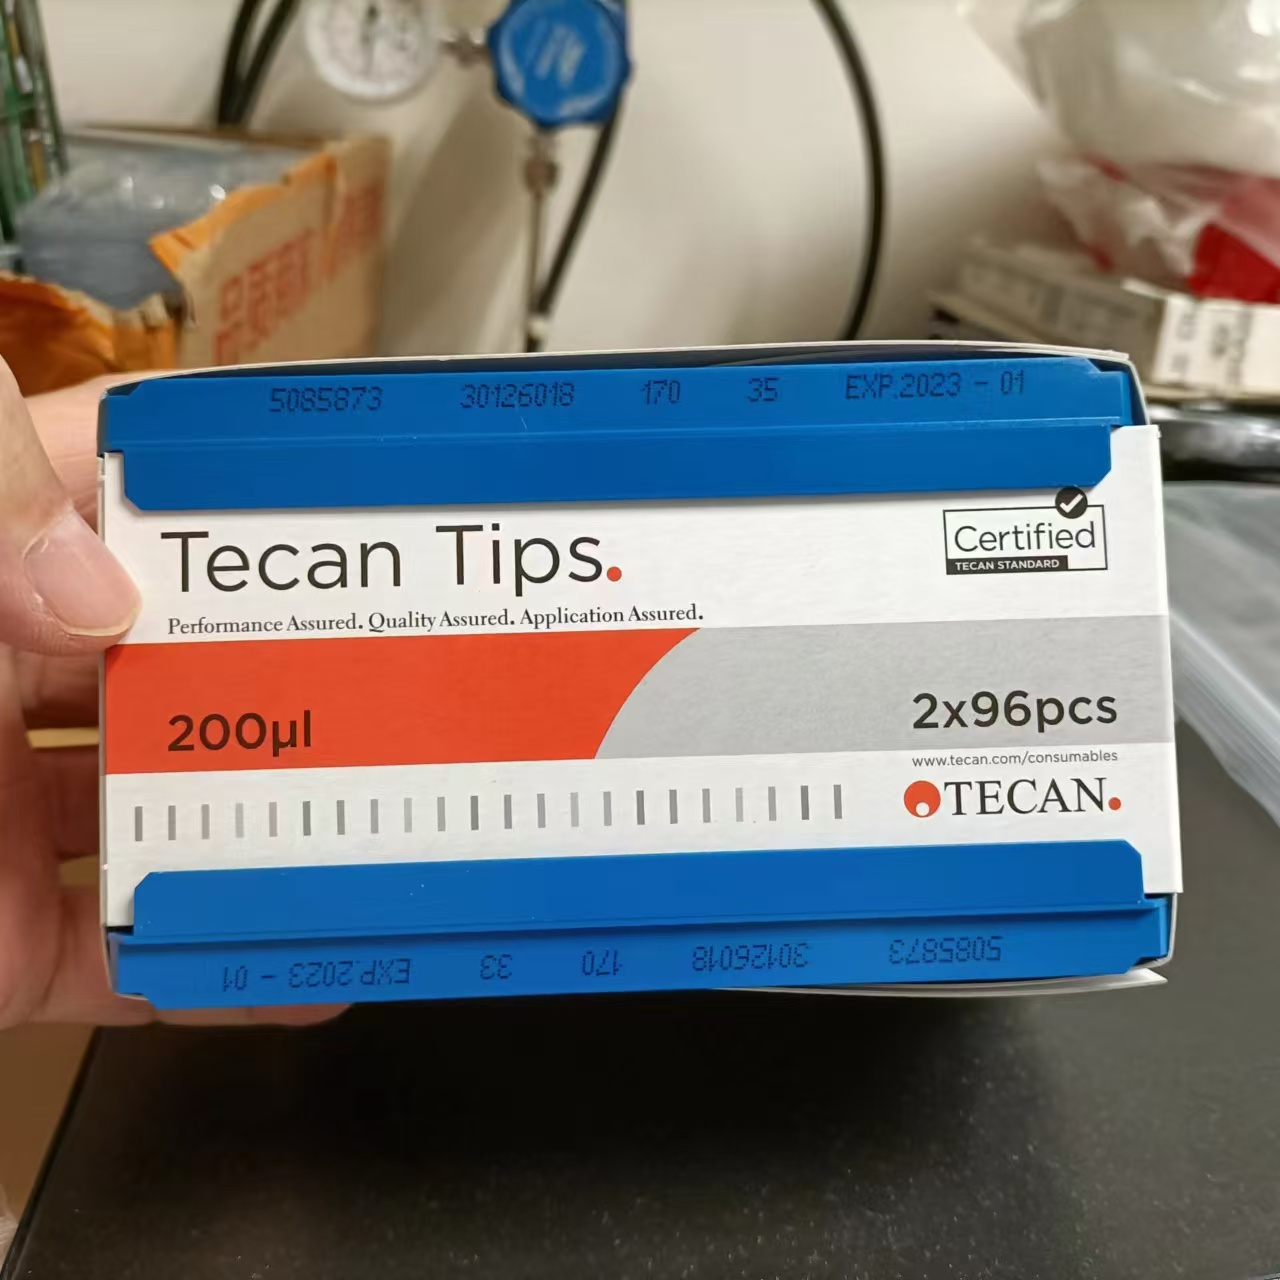 5085873 30126018 170 35 EXP.2023 - 01
Tecan Tips.
Certified
TECAN STANDARD
Performance Assured. Quality Assured. Application Assured.
200µl
2x96pcs
www.tecan.com/consumables
TECAN.
5085873 30126018 170 33 EXP.2023 - 01